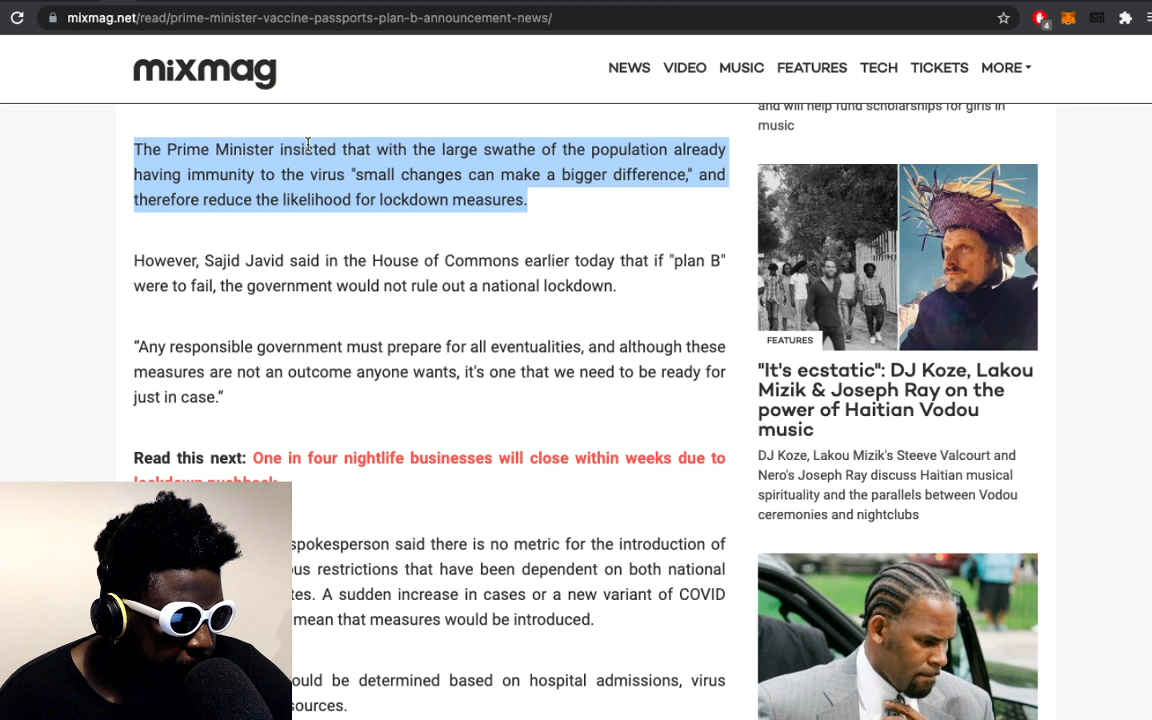 mixmag.net/read/prime-minister-vaccine-passports-plan-b-announcement-news/
4
mixmag
NEWS VIDEO MUSIC FEATURES TECH TICKETS MORE
The Prime Minister insisted that with the large swathe of the population already
having immunity to the virus "small changes can make a bigger difference," and
therefore reduce the likelihood for lockdown measures.
However, Sajid Javid said in the House of Commons earlier today that if "plan B"
were to fail, the government would not rule out a national lockdown.
“Any responsible government must prepare for all eventualities, and although these
measures are not an outcome anyone wants, it's one that we need to be ready for
just in case.”
Read this next: One in four nightlife businesses will close within weeks due to
lockdown pushback
spokesperson said there is no metric for the introduction of
ous restrictions that have been dependent on both national
tes. A sudden increase in cases or a new variant of COVID
mean that measures would be introduced.
ould be determined based on hospital admissions, virus
sources.
and will help fund scholarships for girls in
music
FEATURES
"It's ecstatic": DJ Koze, Lakou
Mizik & Joseph Ray on the
power of Haitian Vodou
music
DJ Koze, Lakou Mizik's Steeve Valcourt and
Nero's Joseph Ray discuss Haitian musical
spirituality and the parallels between Vodou
ceremonies and nightclubs